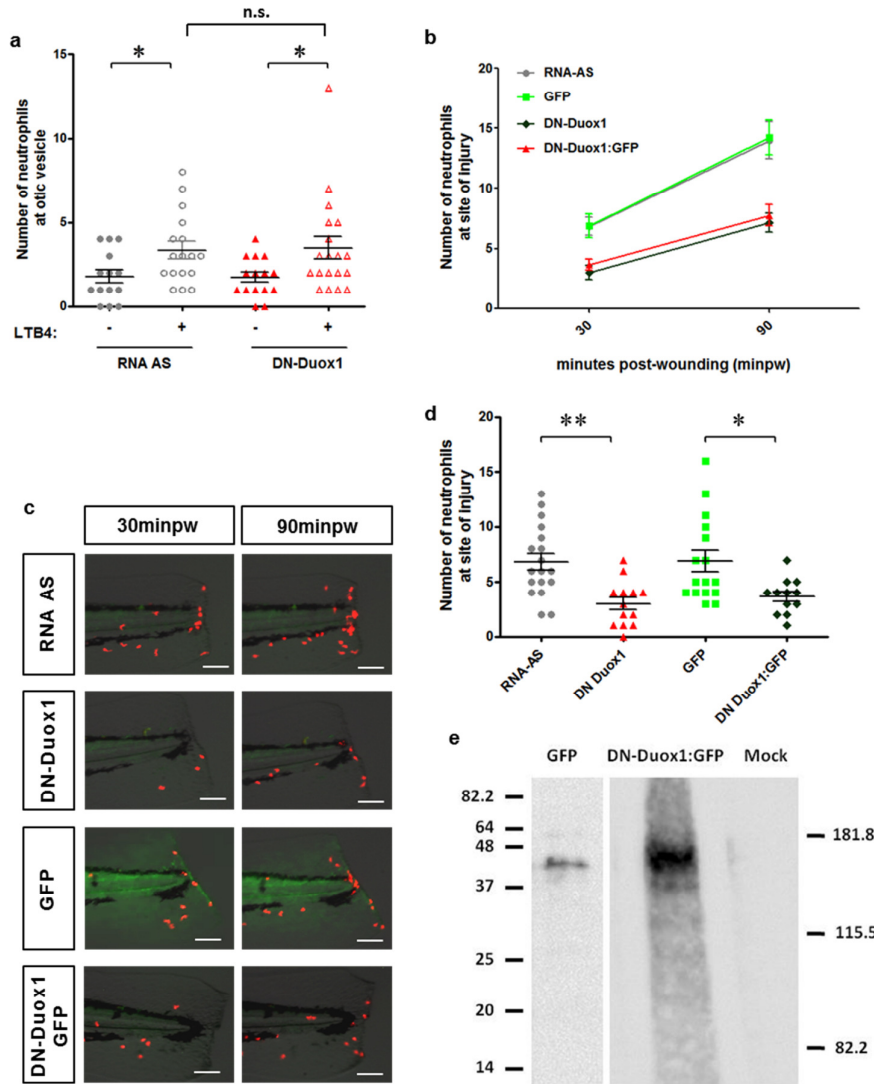 a
n.s.
*
*
Number of neutrophils
at otic vesicle
15
10
5
0
LTB4:
-
+
-
+
RNA AS
DN-Duox1
b
Number of neutrophils
at site of Injury
20
15
10
5
0
RNA-AS
GFP
DN-Duox1
DN-Duox1:GFP
30
90
minutes post-wounding (minpw)
c
30minpw
90minpw
RNA AS
DN-Duox1
GFP
DN-Duox1
GFP
d
Number of neutrophils
at site of Injury
20
15
10
5
0
**
*
RNA-AS
DN Duox1
GFP
DN Duox1:GFP
e
GFP
DN-Duox1:GFP
Mock
82.2
64
48
37
25
20
14
181.8
115.5
82.2